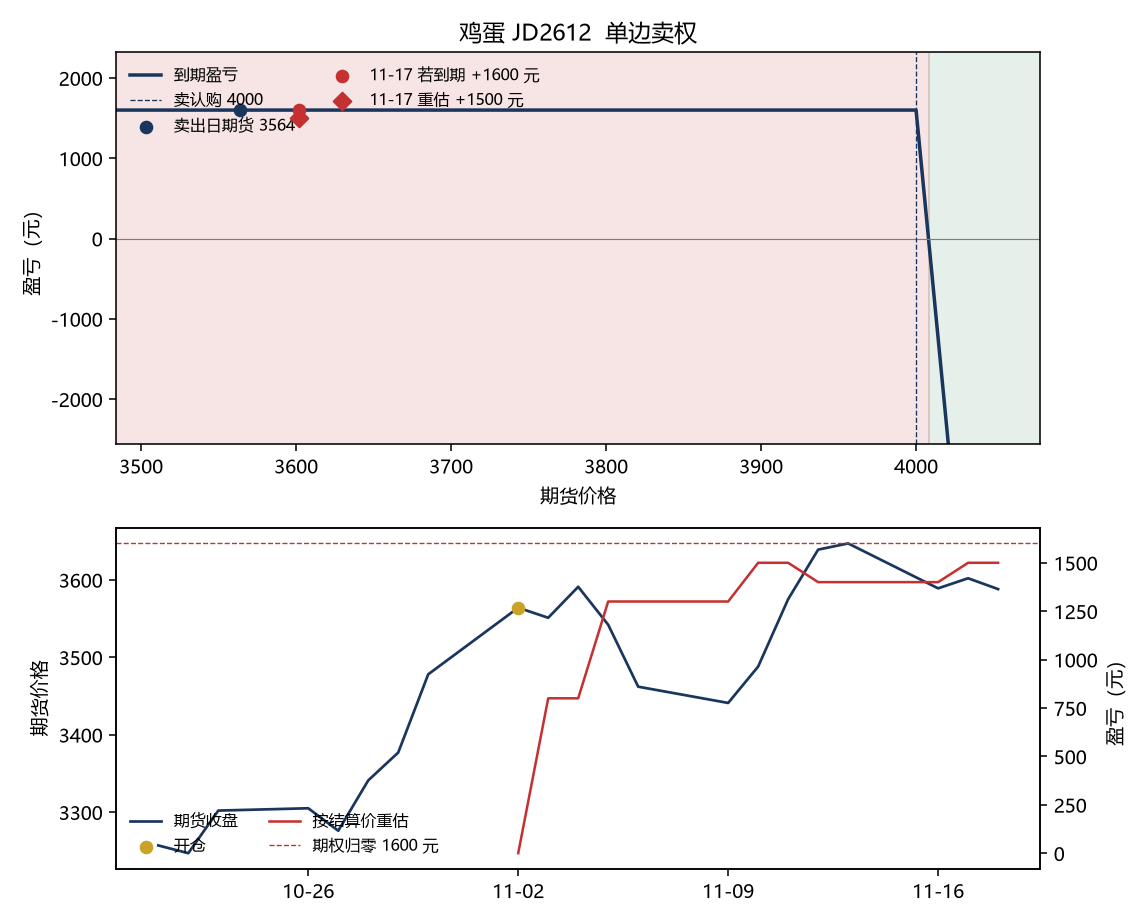 鸡蛋 JD2612 单边卖权
到期盈亏
卖认购 4000
卖出日期货 3564
11-17 若到期 +1600 元
11-17 重估 +1500 元
盈亏 (元)
2000
1000
0
-1000
-2000
3500
3600
3700
3800
3900
4000
期货价格
期货价格
3600
3500
3400
3300
期货收盘
开仓
按结算价重估
期权归零 1600 元
1500
1250
1000
750
500
250
0
盈亏 (元)
10-26
11-02
11-09
11-16